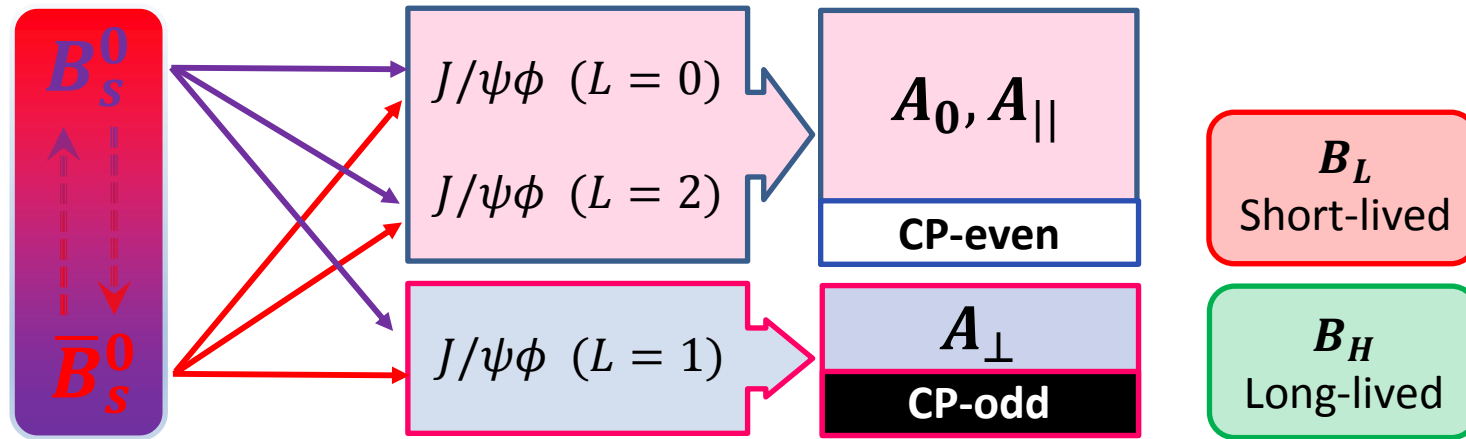 B_s^0
B̅_s^0
J/ψϕ (L = 0)
J/ψϕ (L = 2)
J/ψϕ (L = 1)
A_0, A_||
CP-even
A_⊥
CP-odd
B_L
Short-lived
B_H
Long-lived